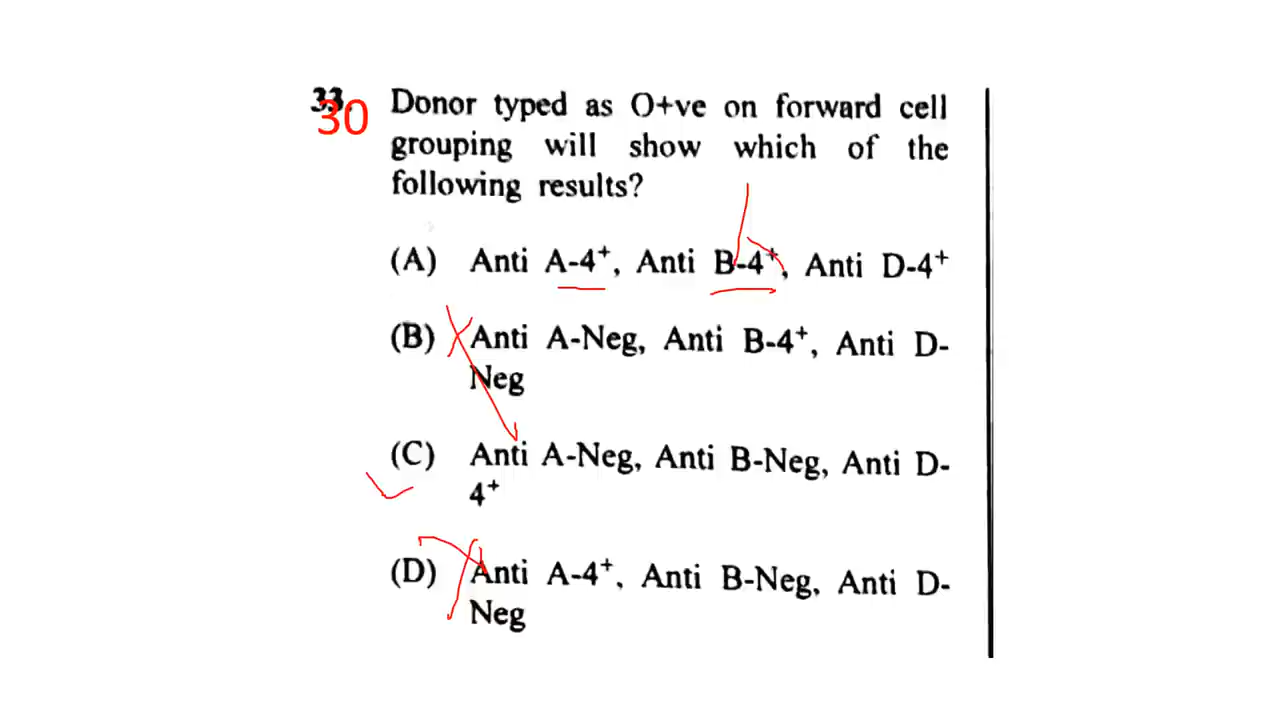 33.
30
Donor typed as O+ve on forward cell
grouping will show which of the
following results?
(A) Anti A-4⁺, Anti B-4⁺, Anti D-4⁺
(B) Anti A-Neg, Anti B-4⁺, Anti D-
Neg
(C) Anti A-Neg, Anti B-Neg, Anti D-
4⁺
(D) Anti A-4⁺, Anti B-Neg, Anti D-
Neg